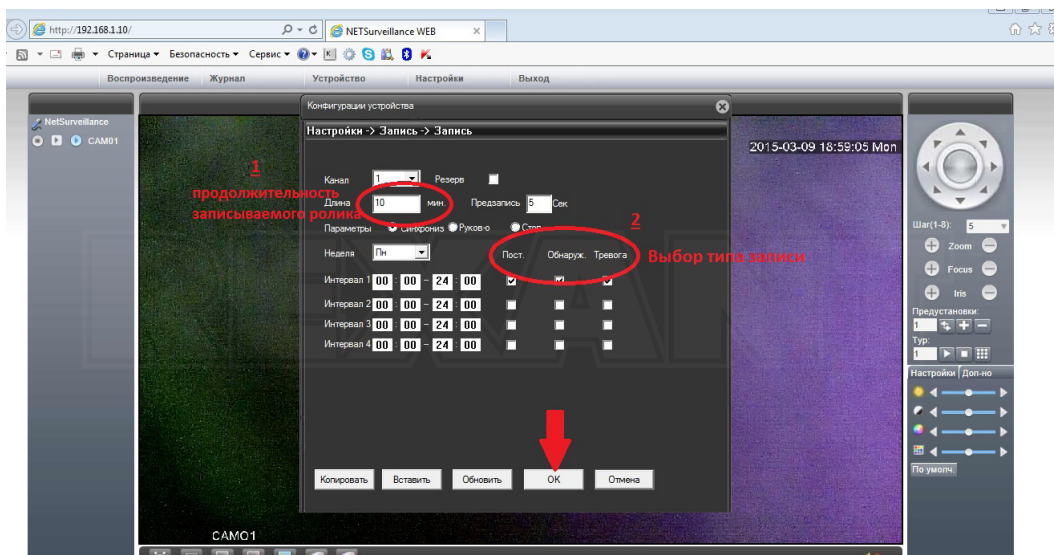 http://192.168.1.10/
NETSurveillance WEB
Страница Безопасность Сервис
Воспроизведение Журнал Устройство Настройки Выход
Конфигурации устройства
NetSurveillance
CAM01
Настройки -> Запись -> Запись
2015-03-09 18:59:05 Mon
1
продолжительность
записываемого ролика
Канал 1 Резерв
Длина 10 мин. Предзапись 5 Сек
Параметры Синхрониз Руков-о Стоп
2
Выбор типа записи
Неделя Пн Пост. Обнаруж. Тревога
Интервал 1 00 : 00 - 24 : 00
Интервал 2 00 : 00 - 24 : 00
Интервал 3 00 : 00 - 24 : 00
Интервал 4 00 : 00 - 24 : 00
Копировать Вставить Обновить OK Отмена
CAM01
Шаг(1-8): 5
Zoom
Focus
Iris
Предустановки:
1
Тур:
1
Настройки Доп-но
По умолч.